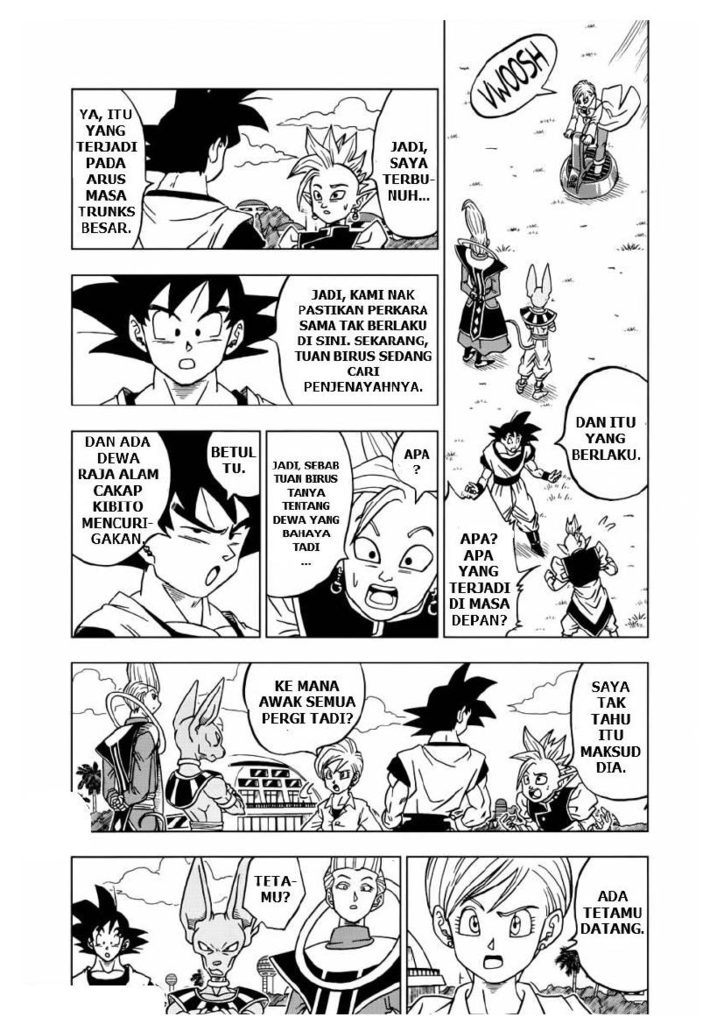 VWOOSH
DAN ITU
YANG
BERLAKU.
APA?
APA
YANG
TERJADI
DI MASA
DEPAN?
JADI,
SAYA
TERBU-
NUH...
YA, ITU
YANG
TERJADI
PADA
ARUS
MASA
TRUNKS
BESAR.
JADI, KAMI NAK
PASTIKAN PERKARA
SAMA TAK BERLAKU
DI SINI. SEKARANG,
TUAN BIRUS SEDANG
CARI
PENJENAYAHNYA.
APA
?
JADI, SEBAB
TUAN BIRUS
TANYA
TENTANG
DEWA YANG
BAHAYA
TADI
...
BETUL
TU.
DAN ADA
DEWA
RAJA ALAM
CAKAP
KIBITO
MENCURI-
GAKAN.
SAYA
TAK
TAHU
ITU
MAKSUD
DIA.
KE MANA
AWAK SEMUA
PERGI TADI?
ADA
TETAMU
DATANG.
TETA-
MU?